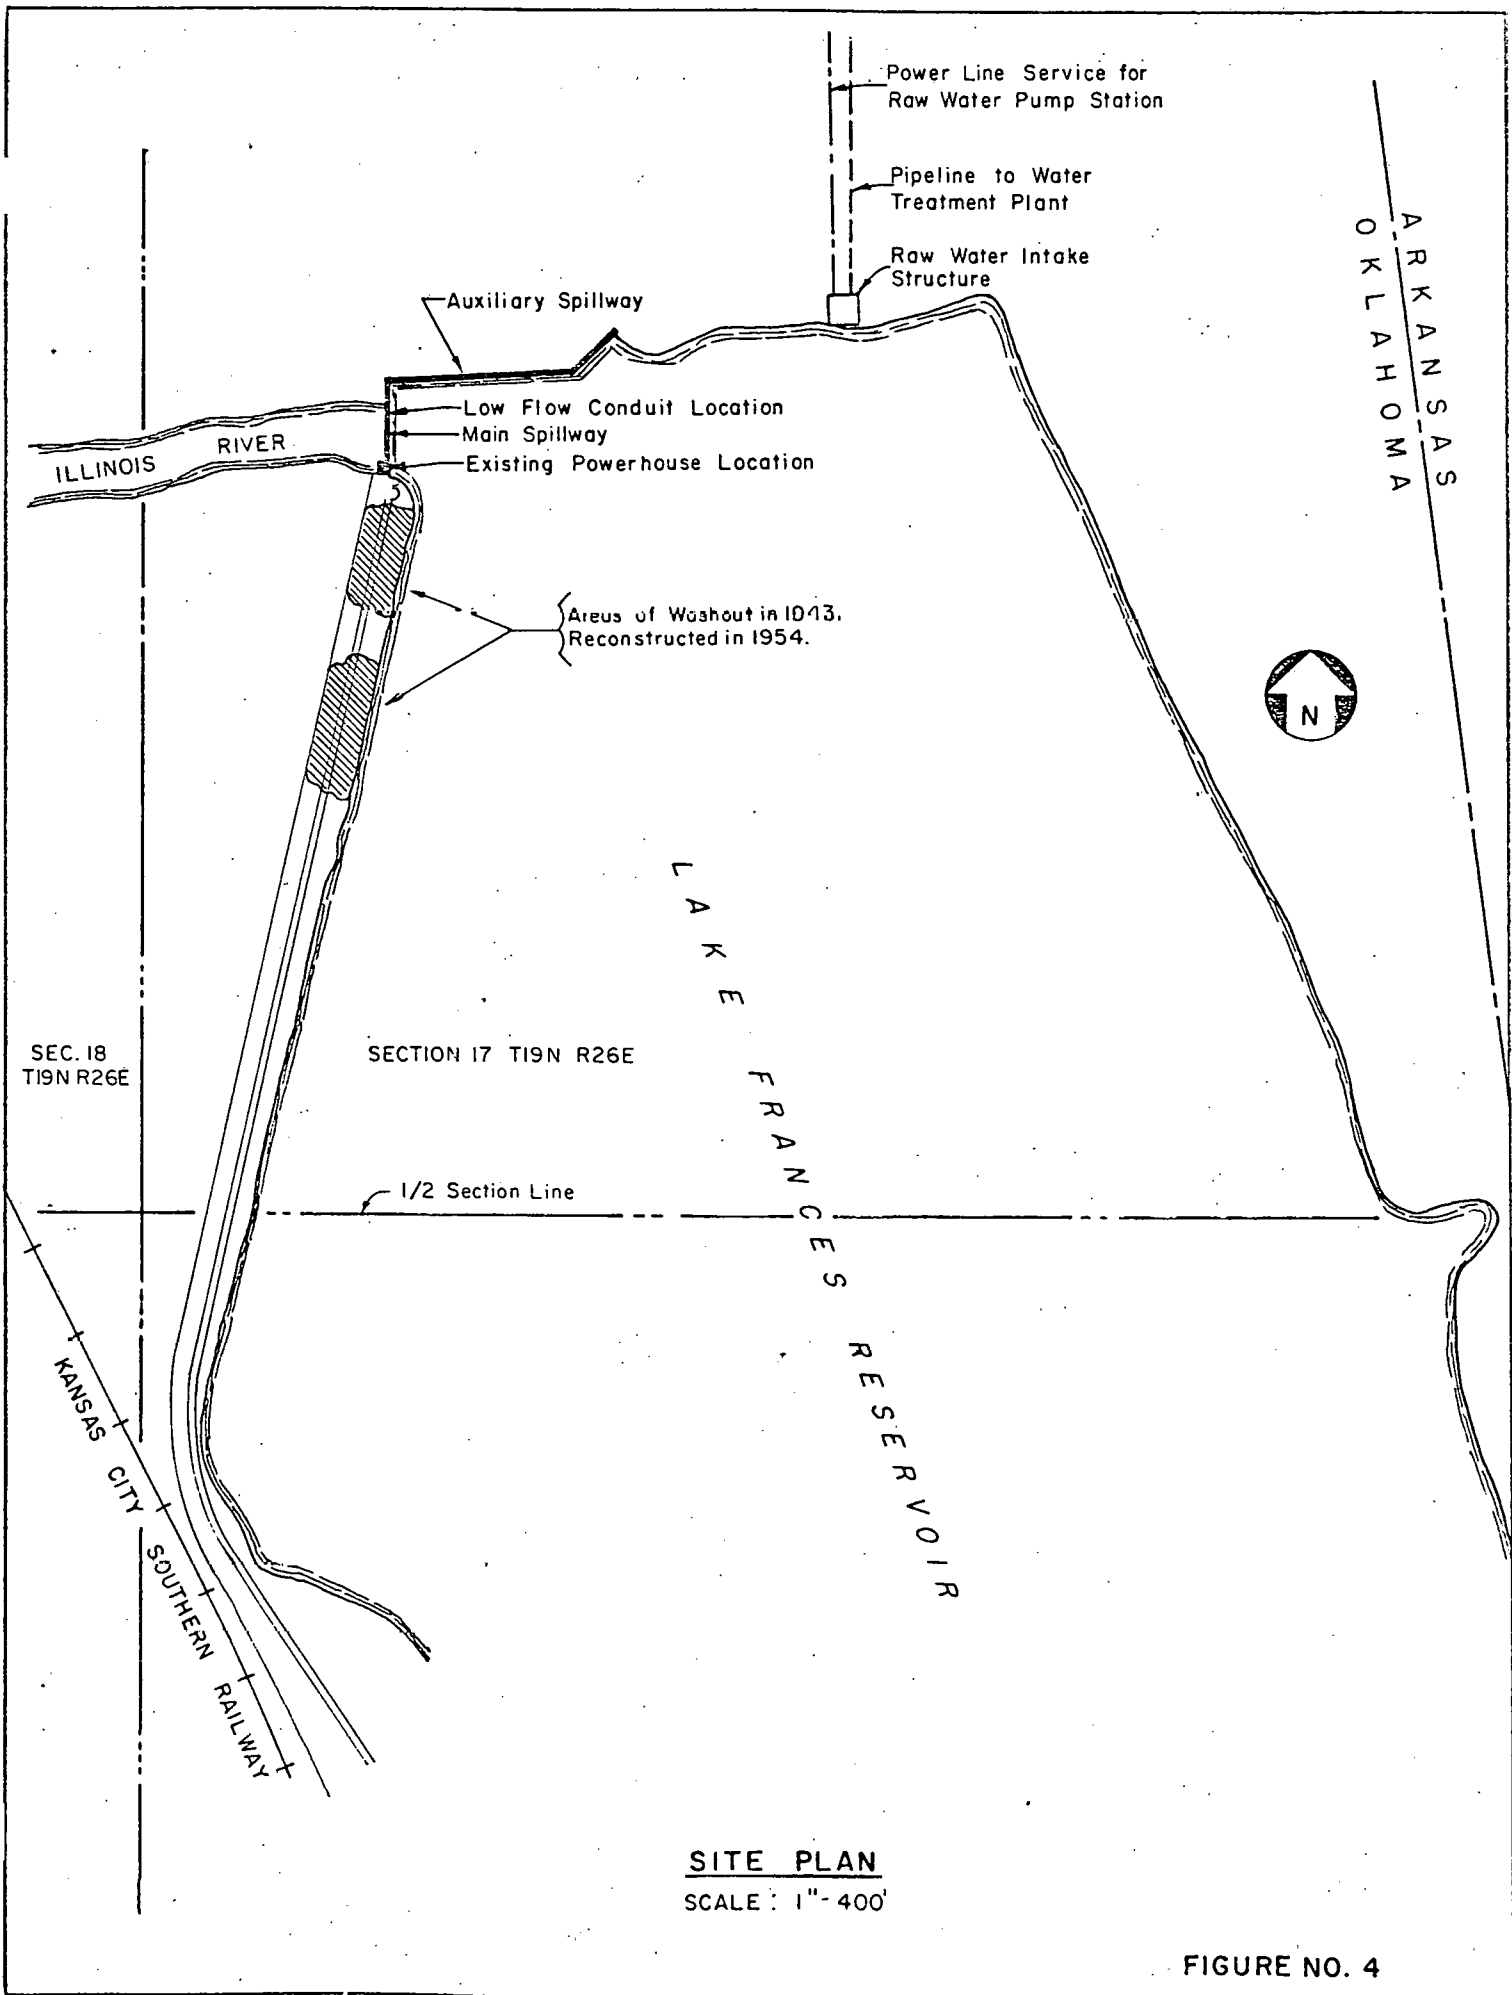 Power Line Service for
Raw Water Pump Station
Pipeline to Water
Treatment Plant
Raw Water Intake
Structure
ARKANSAS
OKLAHOMA
Auxiliary Spillway
Low Flow Conduit Location
Main Spillway
Existing Powerhouse Location
ILLINOIS RIVER
Areas of Washout in 1943.
Reconstructed in 1954.
N
LAKE FRANCES RESERVOIR
SEC. 18
T19N R26E
SECTION 17 T19N R26E
1/2 Section Line
KANSAS CITY SOUTHERN RAILWAY
SITE PLAN
SCALE : 1"-400'
FIGURE NO. 4